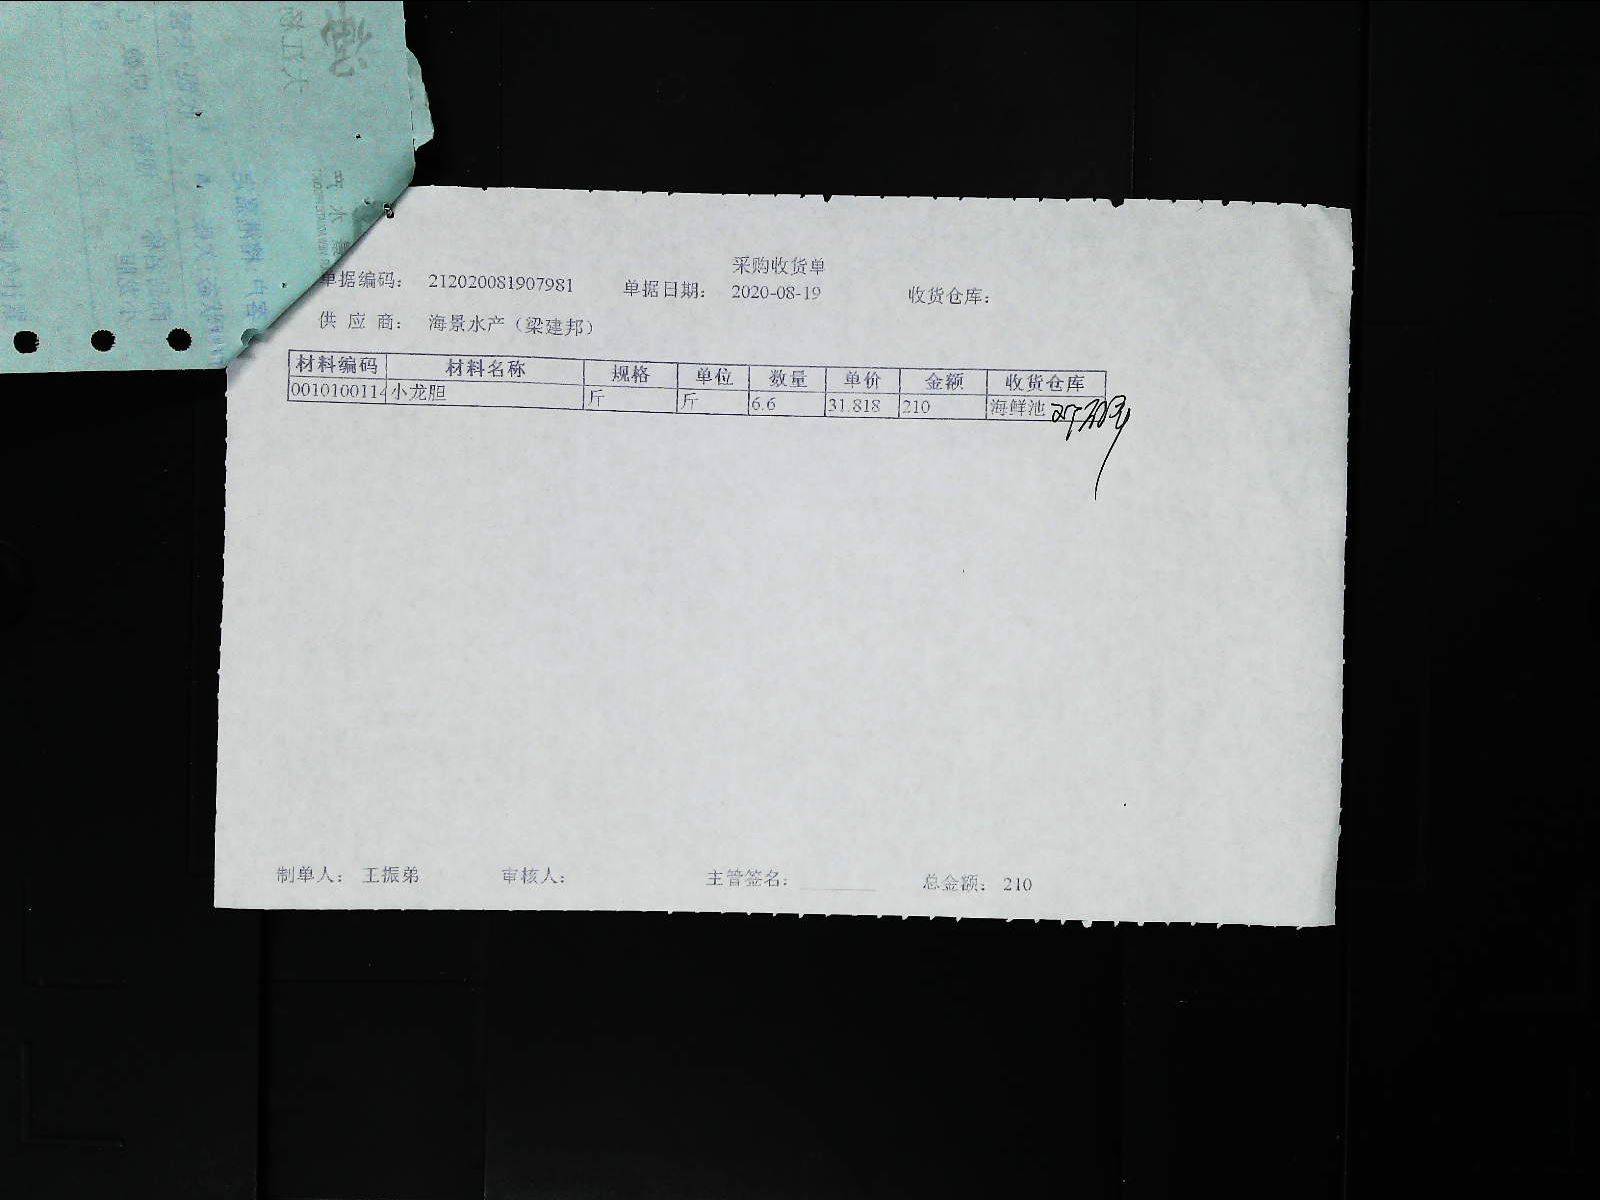 采购收货单
单据编码： 212020081907981 单据日期： 2020-08-19 收货仓库：
供 应 商： 海景水产（梁建邦）
材料编码 材料名称 规格 单位 数量 单价 金额 收货仓库
0010100114 小龙胆 斤 斤 6.6 31.818 210 海鲜池
制单人： 王振弟 审核人： 主管签名： 总金额： 210